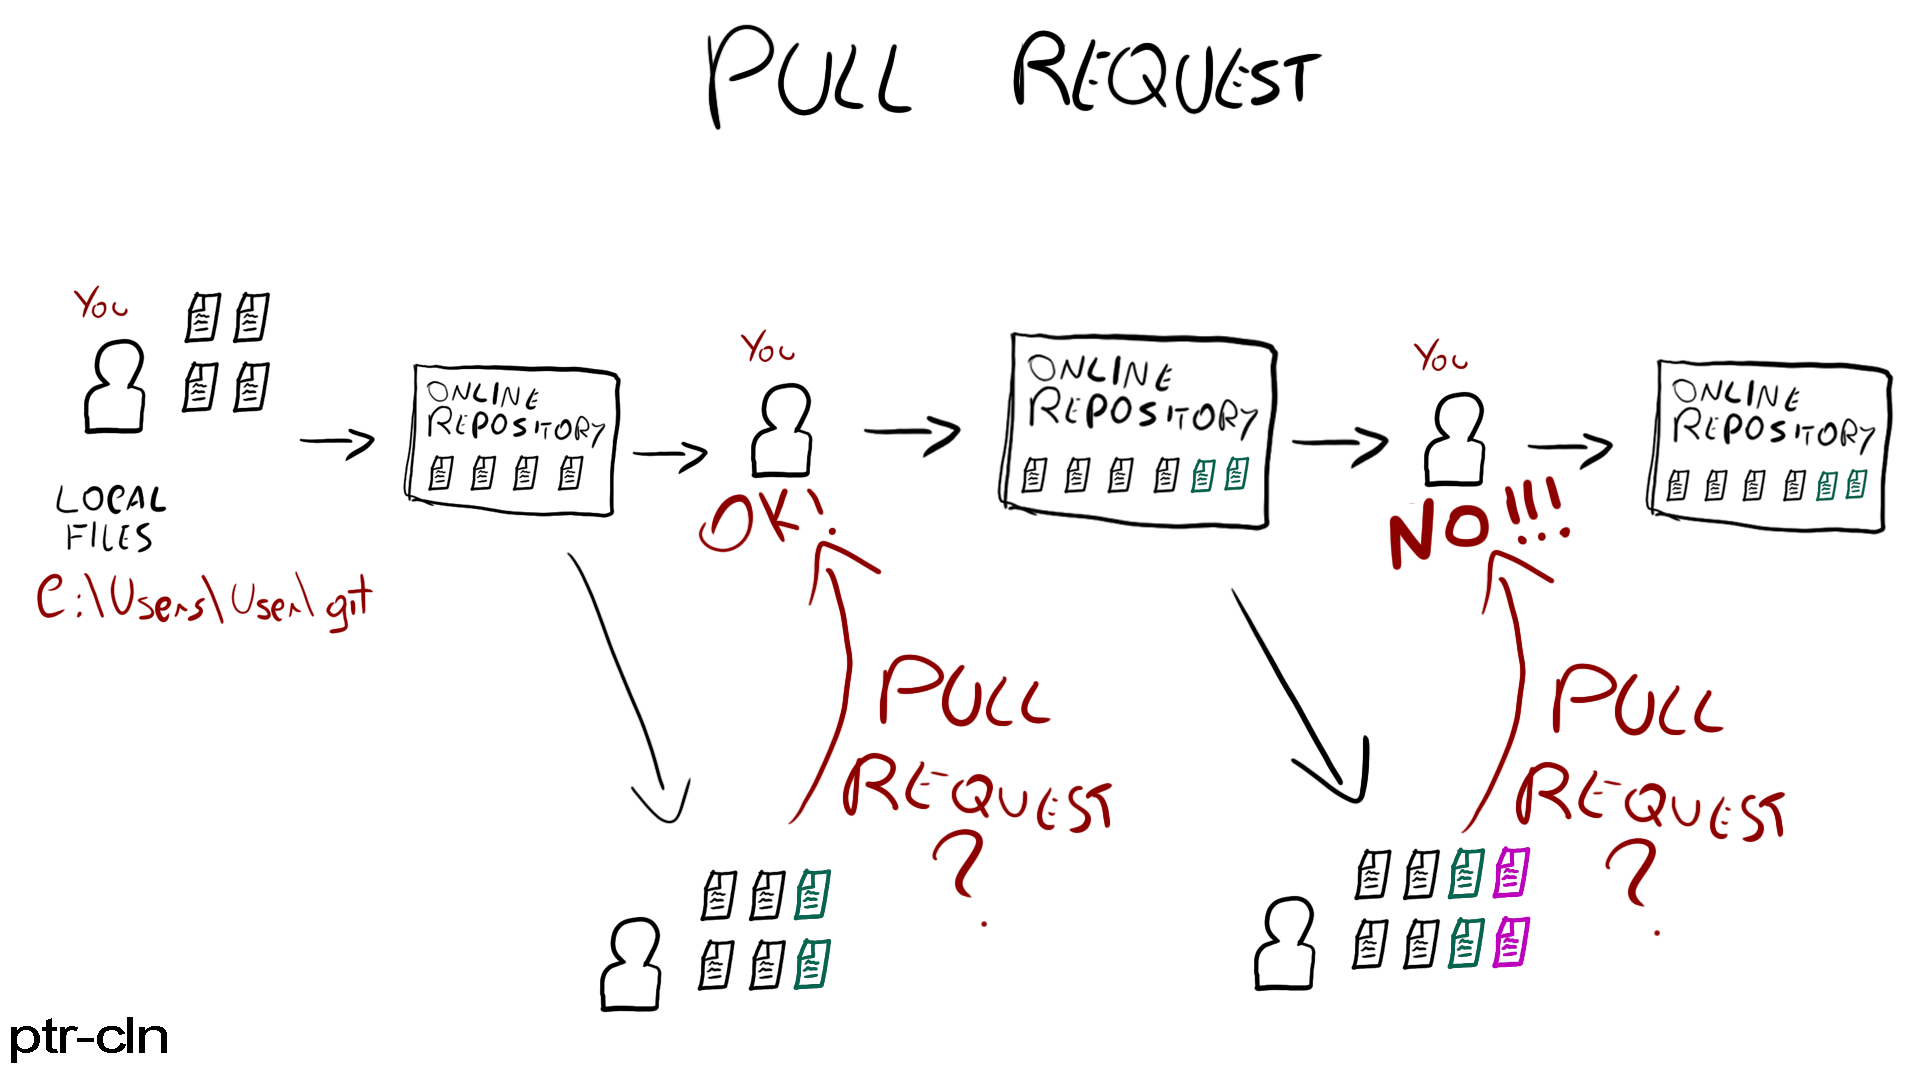 PULL REQUEST
You
LOCAL
FILES
C:\Users\User\git
ONLINE
REPOSITORY
You
OK!
PULL
REQUEST
?
ONLINE
REPOSITORY
You
NO!!!
PULL
REQUEST
?
ONLINE
REPOSITORY
ptr-cln